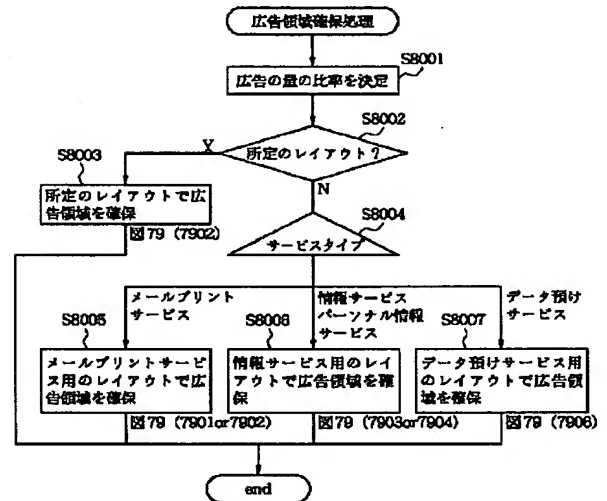 広告領域確保処理
S8001
広告の量の比率を決定
S8002
所定のレイアウト?
Y
N
S8003
所定のレイアウトで広
告領域を確保
図79 (7902)
S8004
サービスタイプ
メールプリント
サービス
情報サービス
パーソナル情報
サービス
データ預け
サービス
S8005
メールプリントサービ
ス用のレイアウトで広
告領域を確保
図79 (7901or7902)
S8006
情報サービス用のレイ
アウトで広告領域を確
保
図79 (7903or7904)
S8007
データ預けサービス用
のレイアウトで広告領
域を確保
図79 (7906)
end